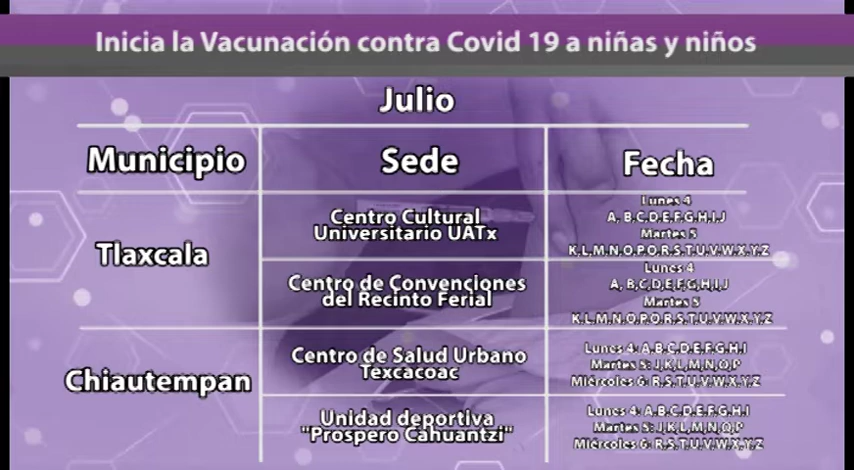 Inicia la Vacunación contra Covid 19 a niñas y niños
Julio
Municipio
Sede
Fecha
Tlaxcala
Centro Cultural
Universitario UATx
Lunes 4
A, B,C,D,E,F,G,H,I,J
Martes 5
K,L,M,N,O,P,Q,R,S,T,U,V,W,X,Y,Z
Centro de Convenciones
del Recinto Ferial
Lunes 4
A, B,C,D,E,F,G,H,I,J
Martes 5
K,L,M,N,O,P,Q,R,S,T,U,V,W,X,Y,Z
Chiautempan
Centro de Salud Urbano
Texcacoac
Lunes 4: A,B,C,D,E,F,G,H,I
Martes 5: J,K,L,M,N,O,P
Miércoles 6: R,S,T,U,V,W,X,Y,Z
Unidad deportiva
"Prospero Cahuantzi"
Lunes 4: A,B,C,D,E,F,G,H,I
Martes 5: J,K,L,M,N,O,P
Miércoles 6: R,S,T,U,V,W,X,Y,Z